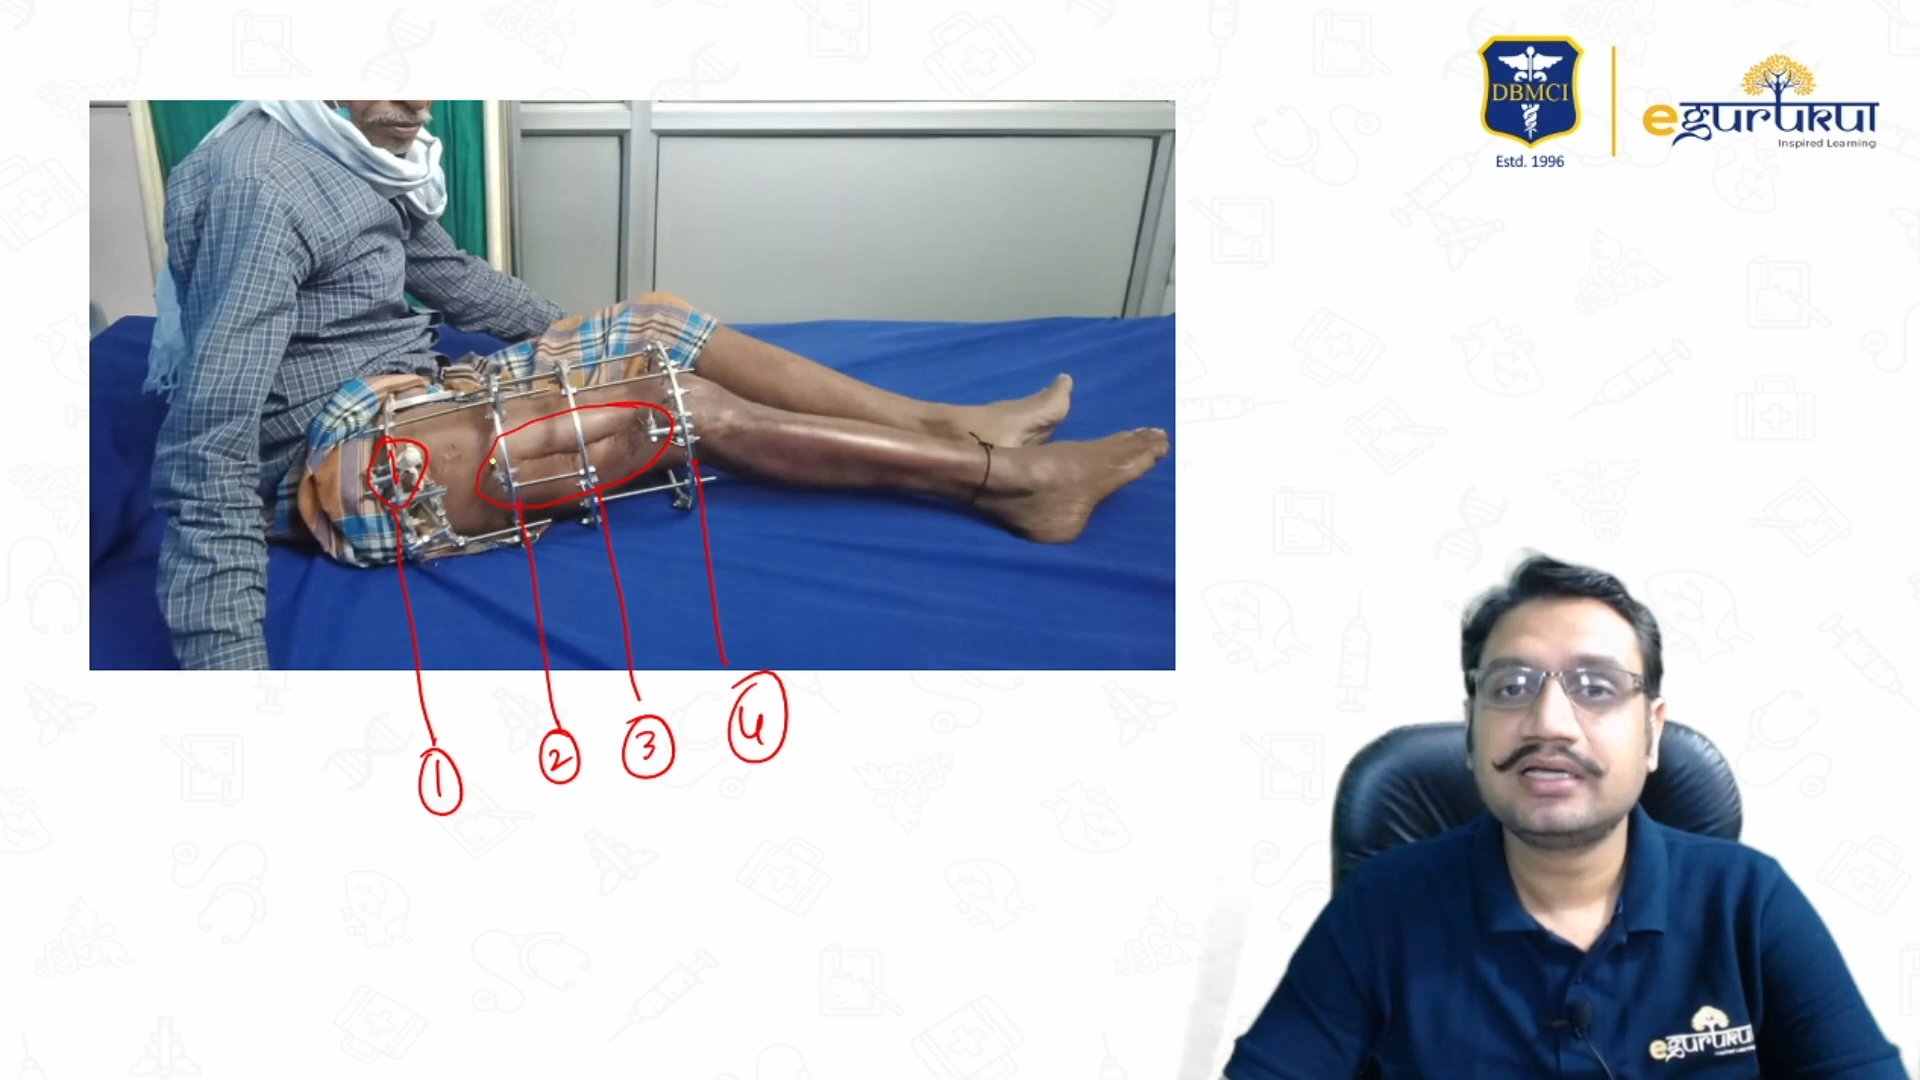 DBMCI
Estd. 1996
egurukul
Inspired Learning
1
2
3
4
egurukul